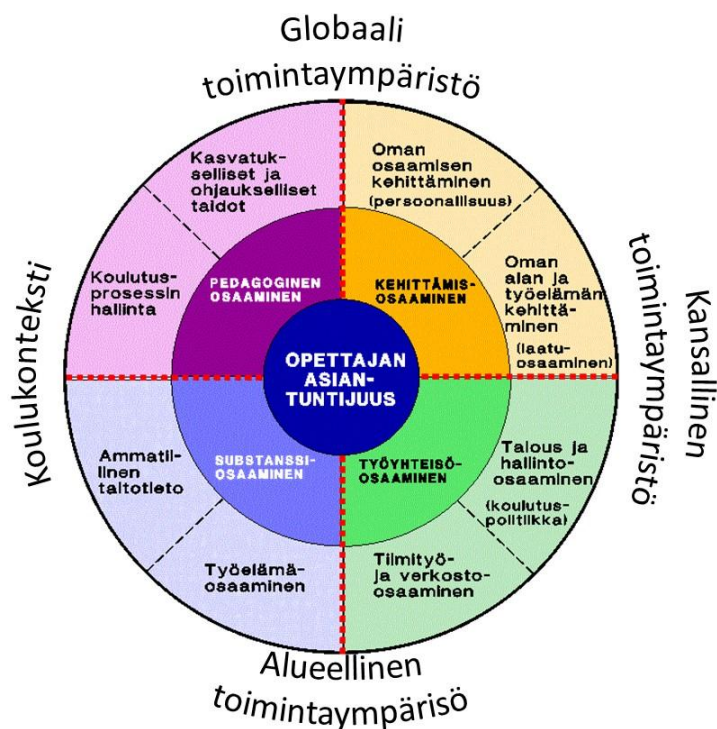 Globaali
toimintaympäristö
Kasvatuk-
selliset ja
ohjaukselliset
taidot
Oman
osaamisen
kehittäminen
(persoonallisuus)
Koulutus-
prosessin
hallinta
PEDAGOGINEN
OSAAMINEN
KEHITTÄMIS-
OSAAMINEN
Oman
alan ja
työelämän
kehittä-
minen
(laatu-
osaaminen)
OPETTAJAN
ASIAN-
TUNTIJUUS
Koulukonteksti
Kansallinen
toimintaympäristö
Ammatil-
linen
taitotieto
SUBSTANSSI-
OSAAMINEN
TYÖYHTEISÖ-
OSAAMINEN
Talous ja
hallinto-
osaaminen
(koulutus-
politiikka)
Työelämä-
osaaminen
Tiimityö-
ja verkosto-
osaaminen
Alueellinen
toimintaympärisö